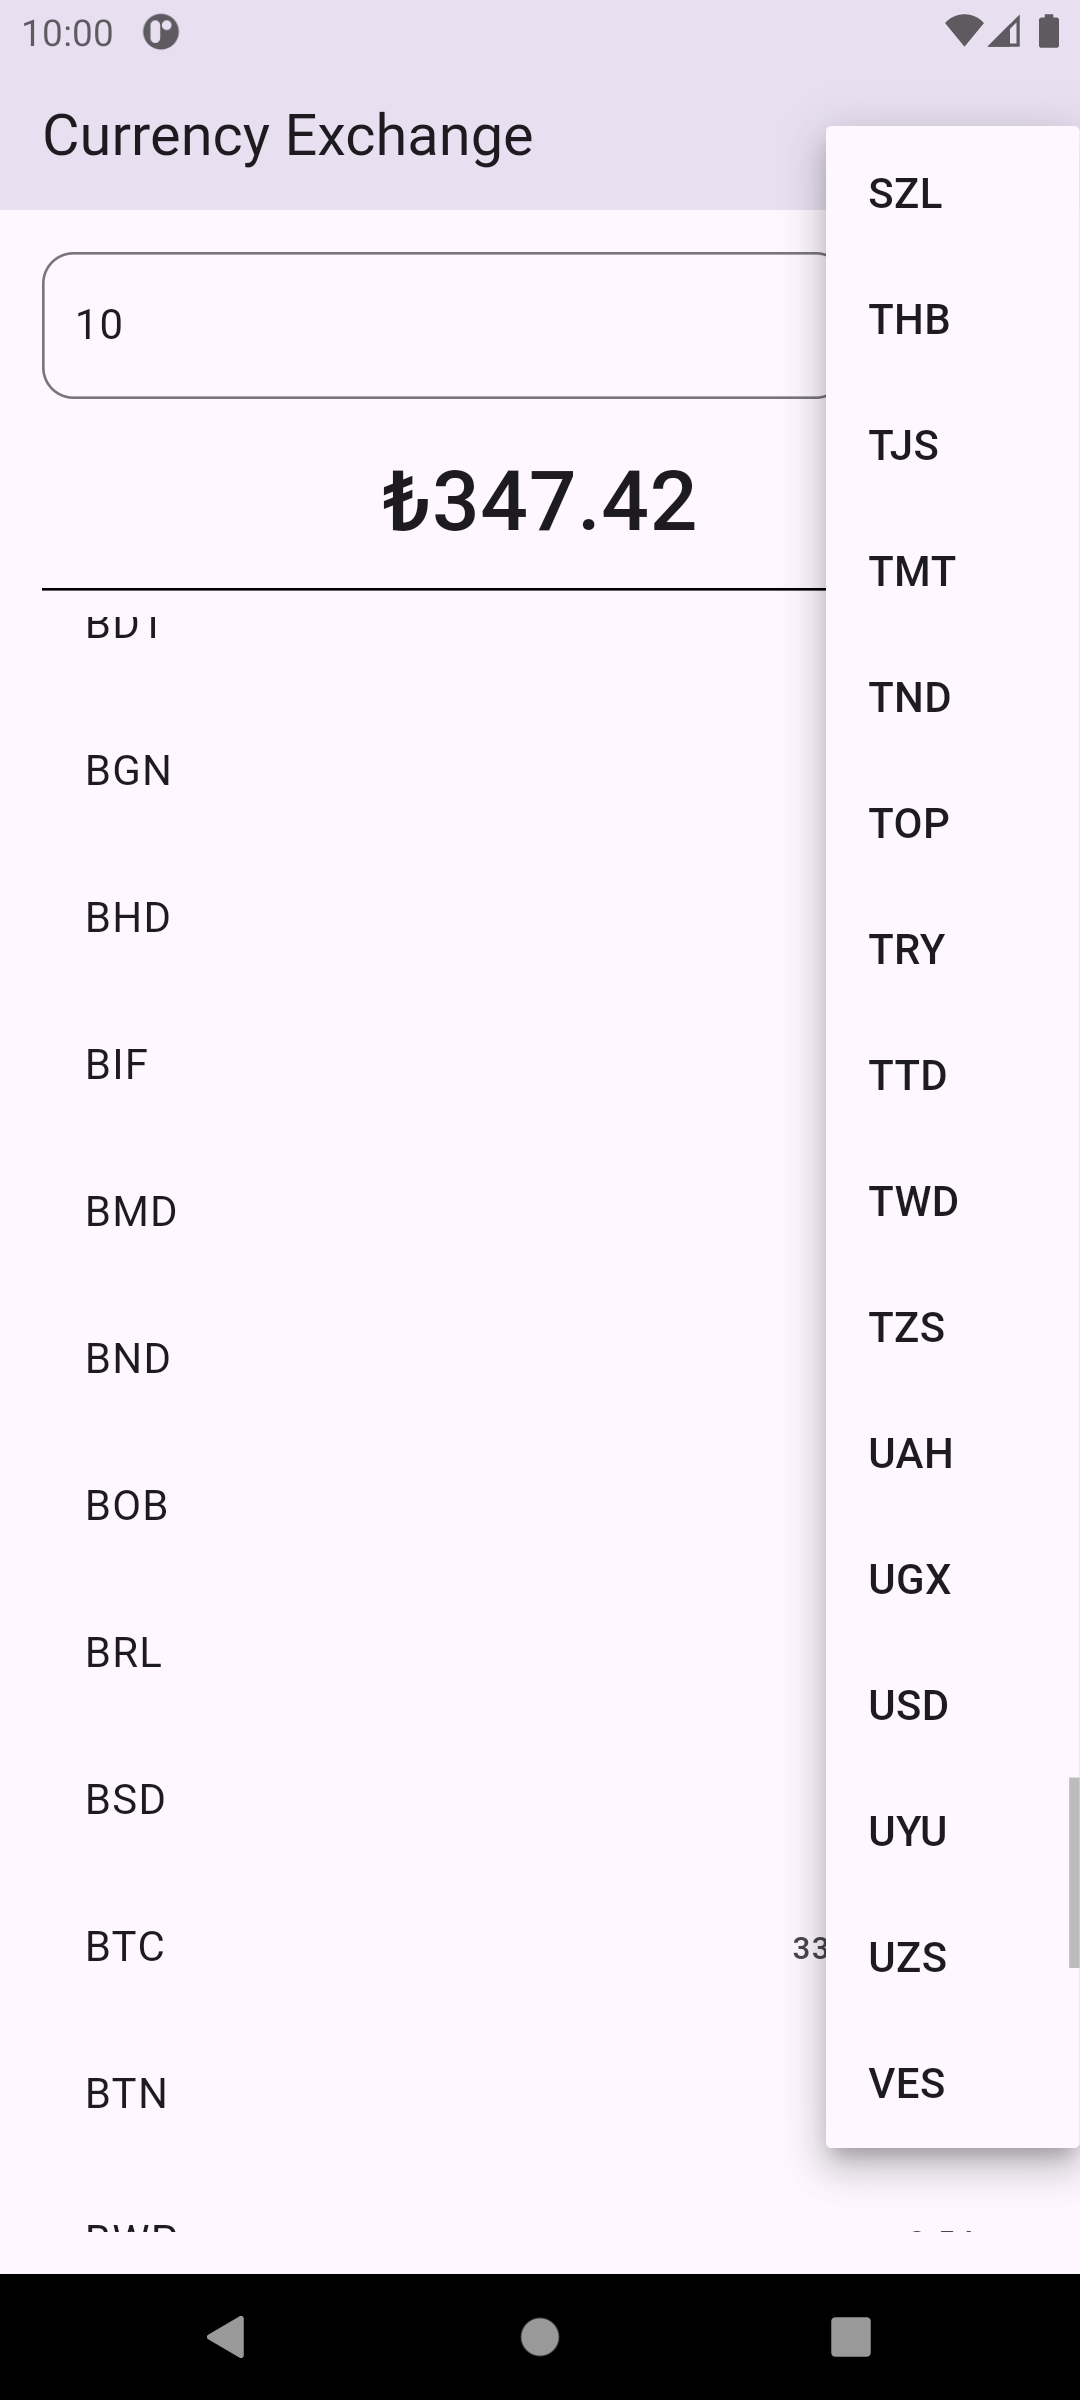 10:00
Currency Exchange
10
₺347.42
BDT
BGN
BHD
BIF
BMD
BND
BOB
BRL
BSD
BTC 33
BTN
SZL
THB
TJS
TMT
TND
TOP
TRY
TTD
TWD
TZS
UAH
UGX
USD
UYU
UZS
VES